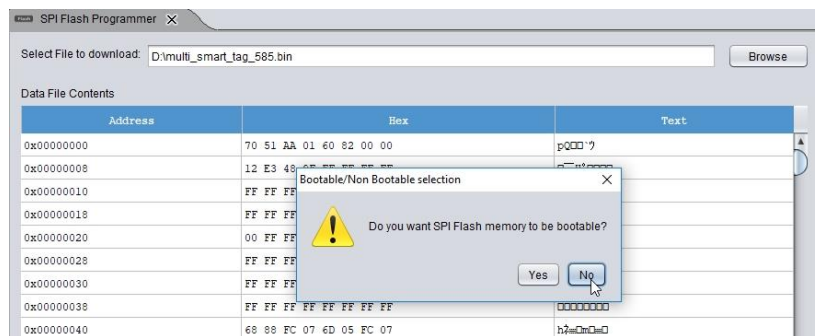 SPI Flash Programmer
Select File to download: D:\multi_smart_tag_585.bin Browse
Data File Contents
Address Hex Text
0x00000000 70 51 AA 01 60 82 00 00
0x00000008 12 E3 48
Bootable/Non Bootable selection
0x00000010 FF FF FF
0x00000018 FF FF FF
Do you want SPI Flash memory to be bootable?
0x00000020 00 FF FF
0x00000028 FF FF FF
0x00000030 FF FF FF
Yes No
0x00000038 FF FF FF FF FF FF FF FF
0x00000040 68 88 FC 07 6D 05 FC 07